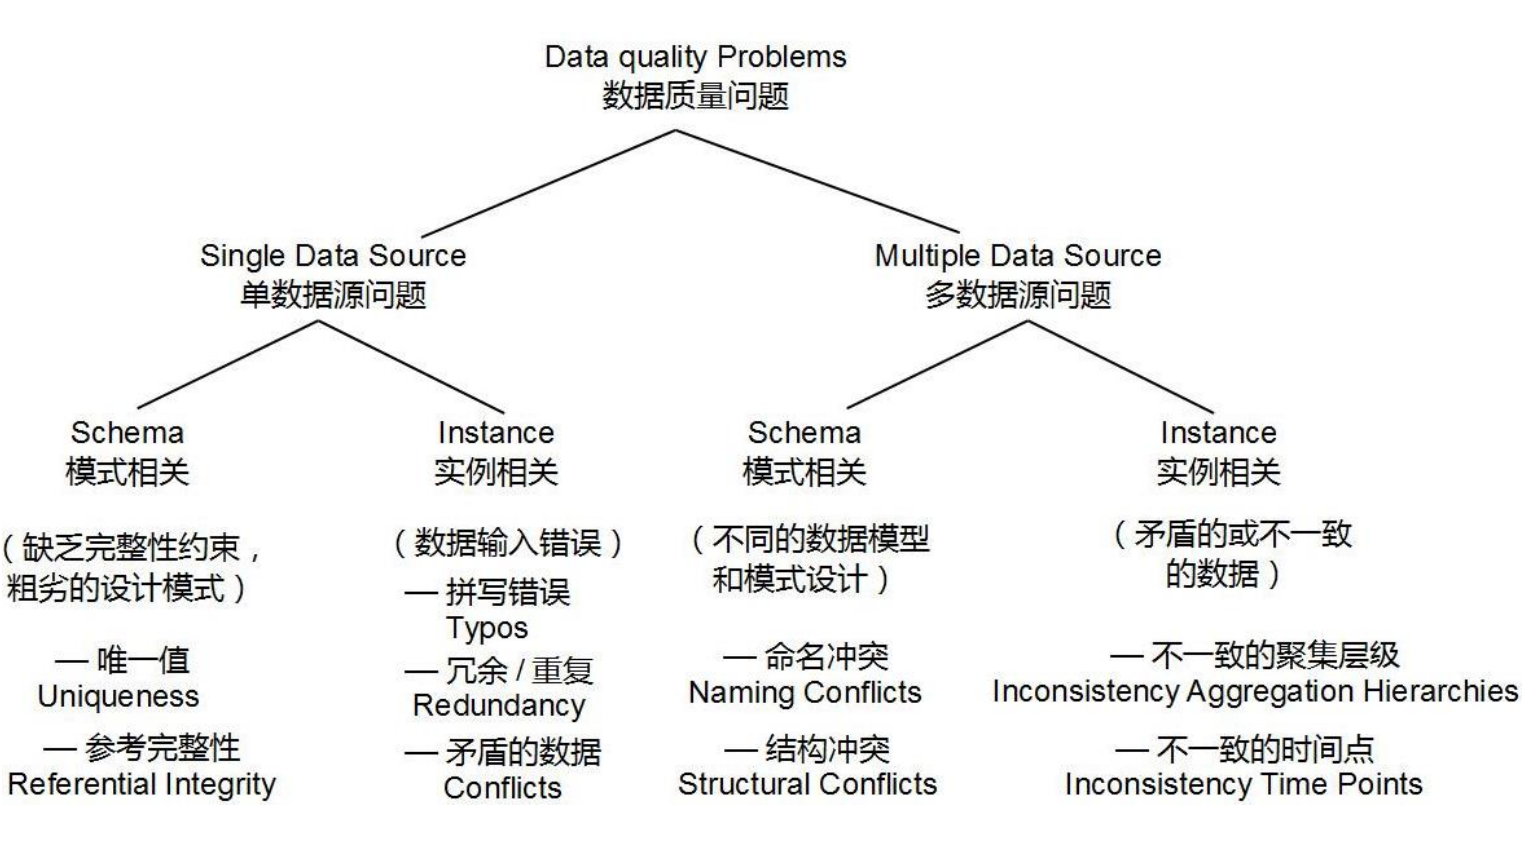 Data quality Problems
数据质量问题
Single Data Source
单数据源问题
Multiple Data Source
多数据源问题
Schema
模式相关
(缺乏完整性约束，
粗劣的设计模式)
— 唯一值
Uniqueness
— 参考完整性
Referential Integrity
Instance
实例相关
(数据输入错误)
— 拼写错误
Typos
— 冗余 / 重复
Redundancy
— 矛盾的数据
Conflicts
Schema
模式相关
(不同的数据模型
和模式设计)
— 命名冲突
Naming Conflicts
— 结构冲突
Structural Conflicts
Instance
实例相关
(矛盾的或不一致
的数据)
— 不一致的聚集层级
Inconsistency Aggregation Hierarchies
— 不一致的时间点
Inconsistency Time Points